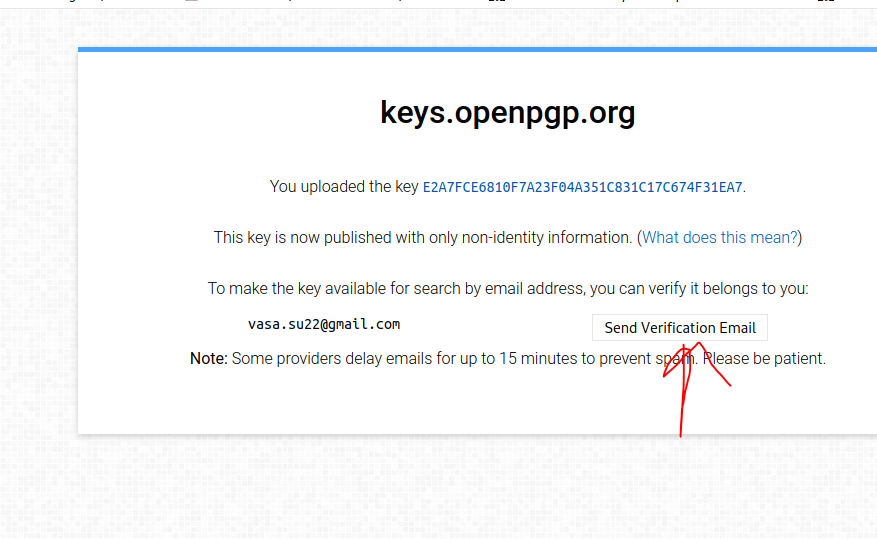 keys.openpgp.org
You uploaded the key E2A7FCE6810F7A23F04A351C831C17C674F31EA7.
This key is now published with only non-identity information. (What does this mean?)
To make the key available for search by email address, you can verify it belongs to you:
vasa.su22@gmail.com Send Verification Email
Note: Some providers delay emails for up to 15 minutes to prevent spam. Please be patient.